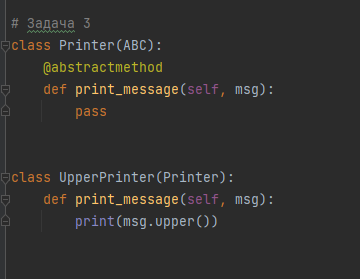 # Задача 3
class Printer(ABC):
    @abstractmethod
    def print_message(self, msg):
        pass
class UpperPrinter(Printer):
    def print_message(self, msg):
        print(msg.upper())